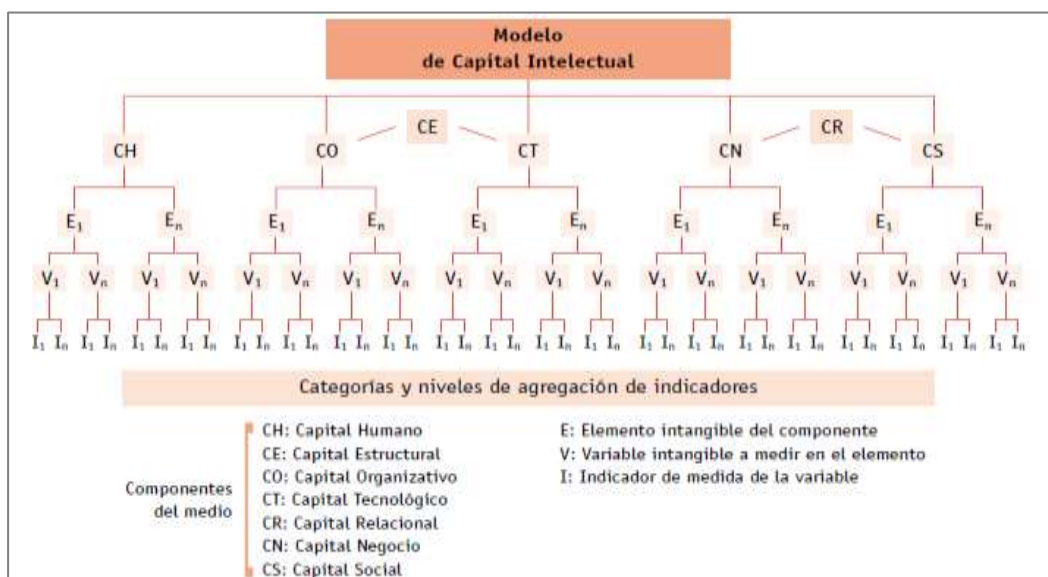 Modelo
de Capital Intelectual
CE CR
CH CO CT CN CS
E1 En E1 En E1 En E1 En E1 En
V1 Vn V1 Vn V1 Vn V1 Vn V1 Vn V1 Vn V1 Vn V1 Vn V1 Vn V1 Vn
I1 In I1 In I1 In I1 In I1 In I1 In I1 In I1 In I1 In I1 In I1 In I1 In I1 In I1 In I1 In I1 In I1 In I1 In I1 In I1 In
Categorías y niveles de agregación de indicadores
Componentes
del medio
CH: Capital Humano
CE: Capital Estructural
CO: Capital Organizativo
CT: Capital Tecnológico
CR: Capital Relacional
CN: Capital Negocio
CS: Capital Social
E: Elemento intangible del componente
V: Variable intangible a medir en el elemento
I: Indicador de medida de la variable